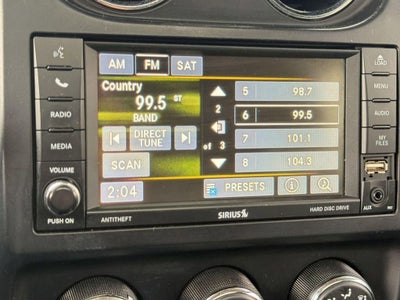 AM FM SAT
LOAD
Country
99.5 ST
BAND
5 98.7
MENU
2
6 99.5
RADIO
DIRECT
TUNE
of
7 101.1
AUDIO
MEDIA
3
MY
FILES
SCAN
8 104.3
VOLUME
2:04
PRESETS
PUSH ON
AUX
ANTITHEFT
SIRIUS
HARD DISC DRIVE